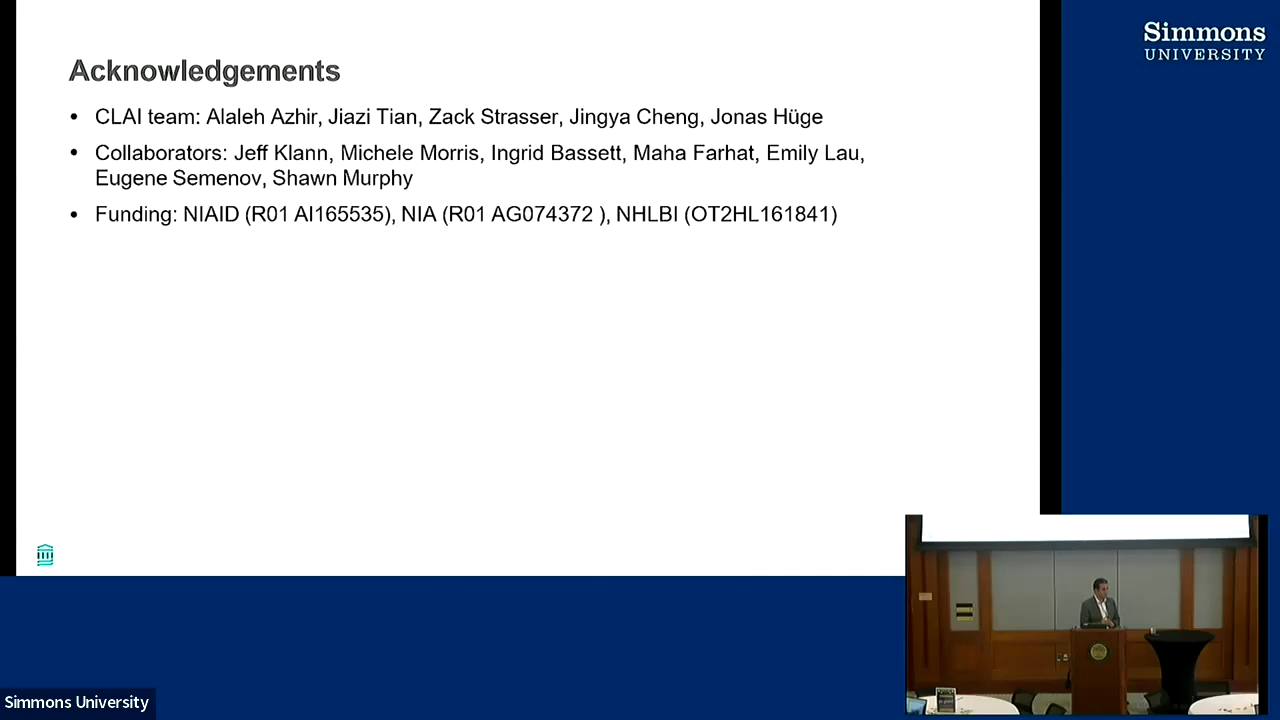 Acknowledgements
• CLAI team: Alaleh Azhir, Jiazi Tian, Zack Strasser, Jingya Cheng, Jonas Hüge
• Collaborators: Jeff Klann, Michele Morris, Ingrid Bassett, Maha Farhat, Emily Lau,
Eugene Semenov, Shawn Murphy
• Funding: NIAID (R01 AI165535), NIA (R01 AG074372 ), NHLBI (OT2HL161841)
Simmons
UNIVERSITY
Simmons University